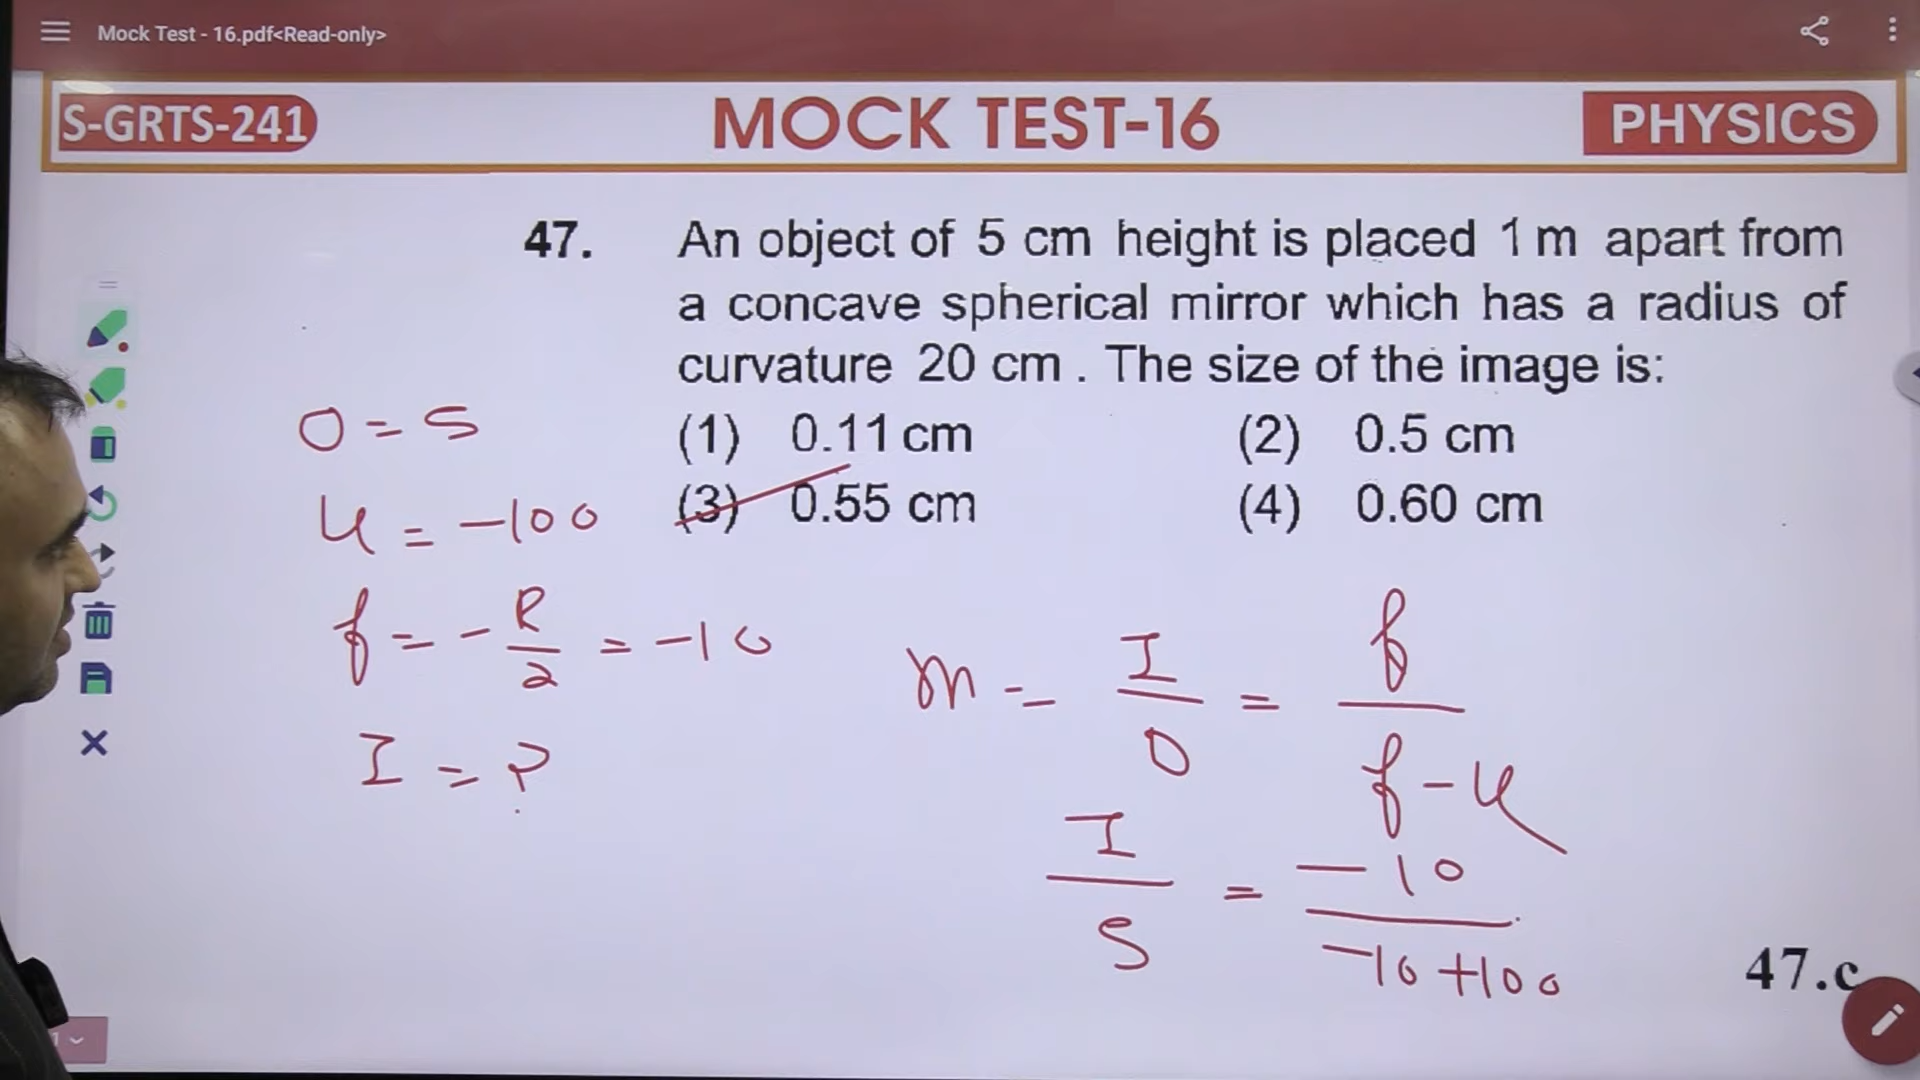 Mock Test - 16.pdf<Read-only>
S-GRTS-241
MOCK TEST-16
PHYSICS
47. An object of 5 cm height is placed 1 m apart from
a concave spherical mirror which has a radius of
curvature 20 cm . The size of the image is:
(1) 0.11 cm (2) 0.5 cm
(3) 0.55 cm (4) 0.60 cm
O = 5
u = -100
f = - R/2 = -10
I = ?
m = I/O = f/f-u
I/5 = -10/-10+100
47.c